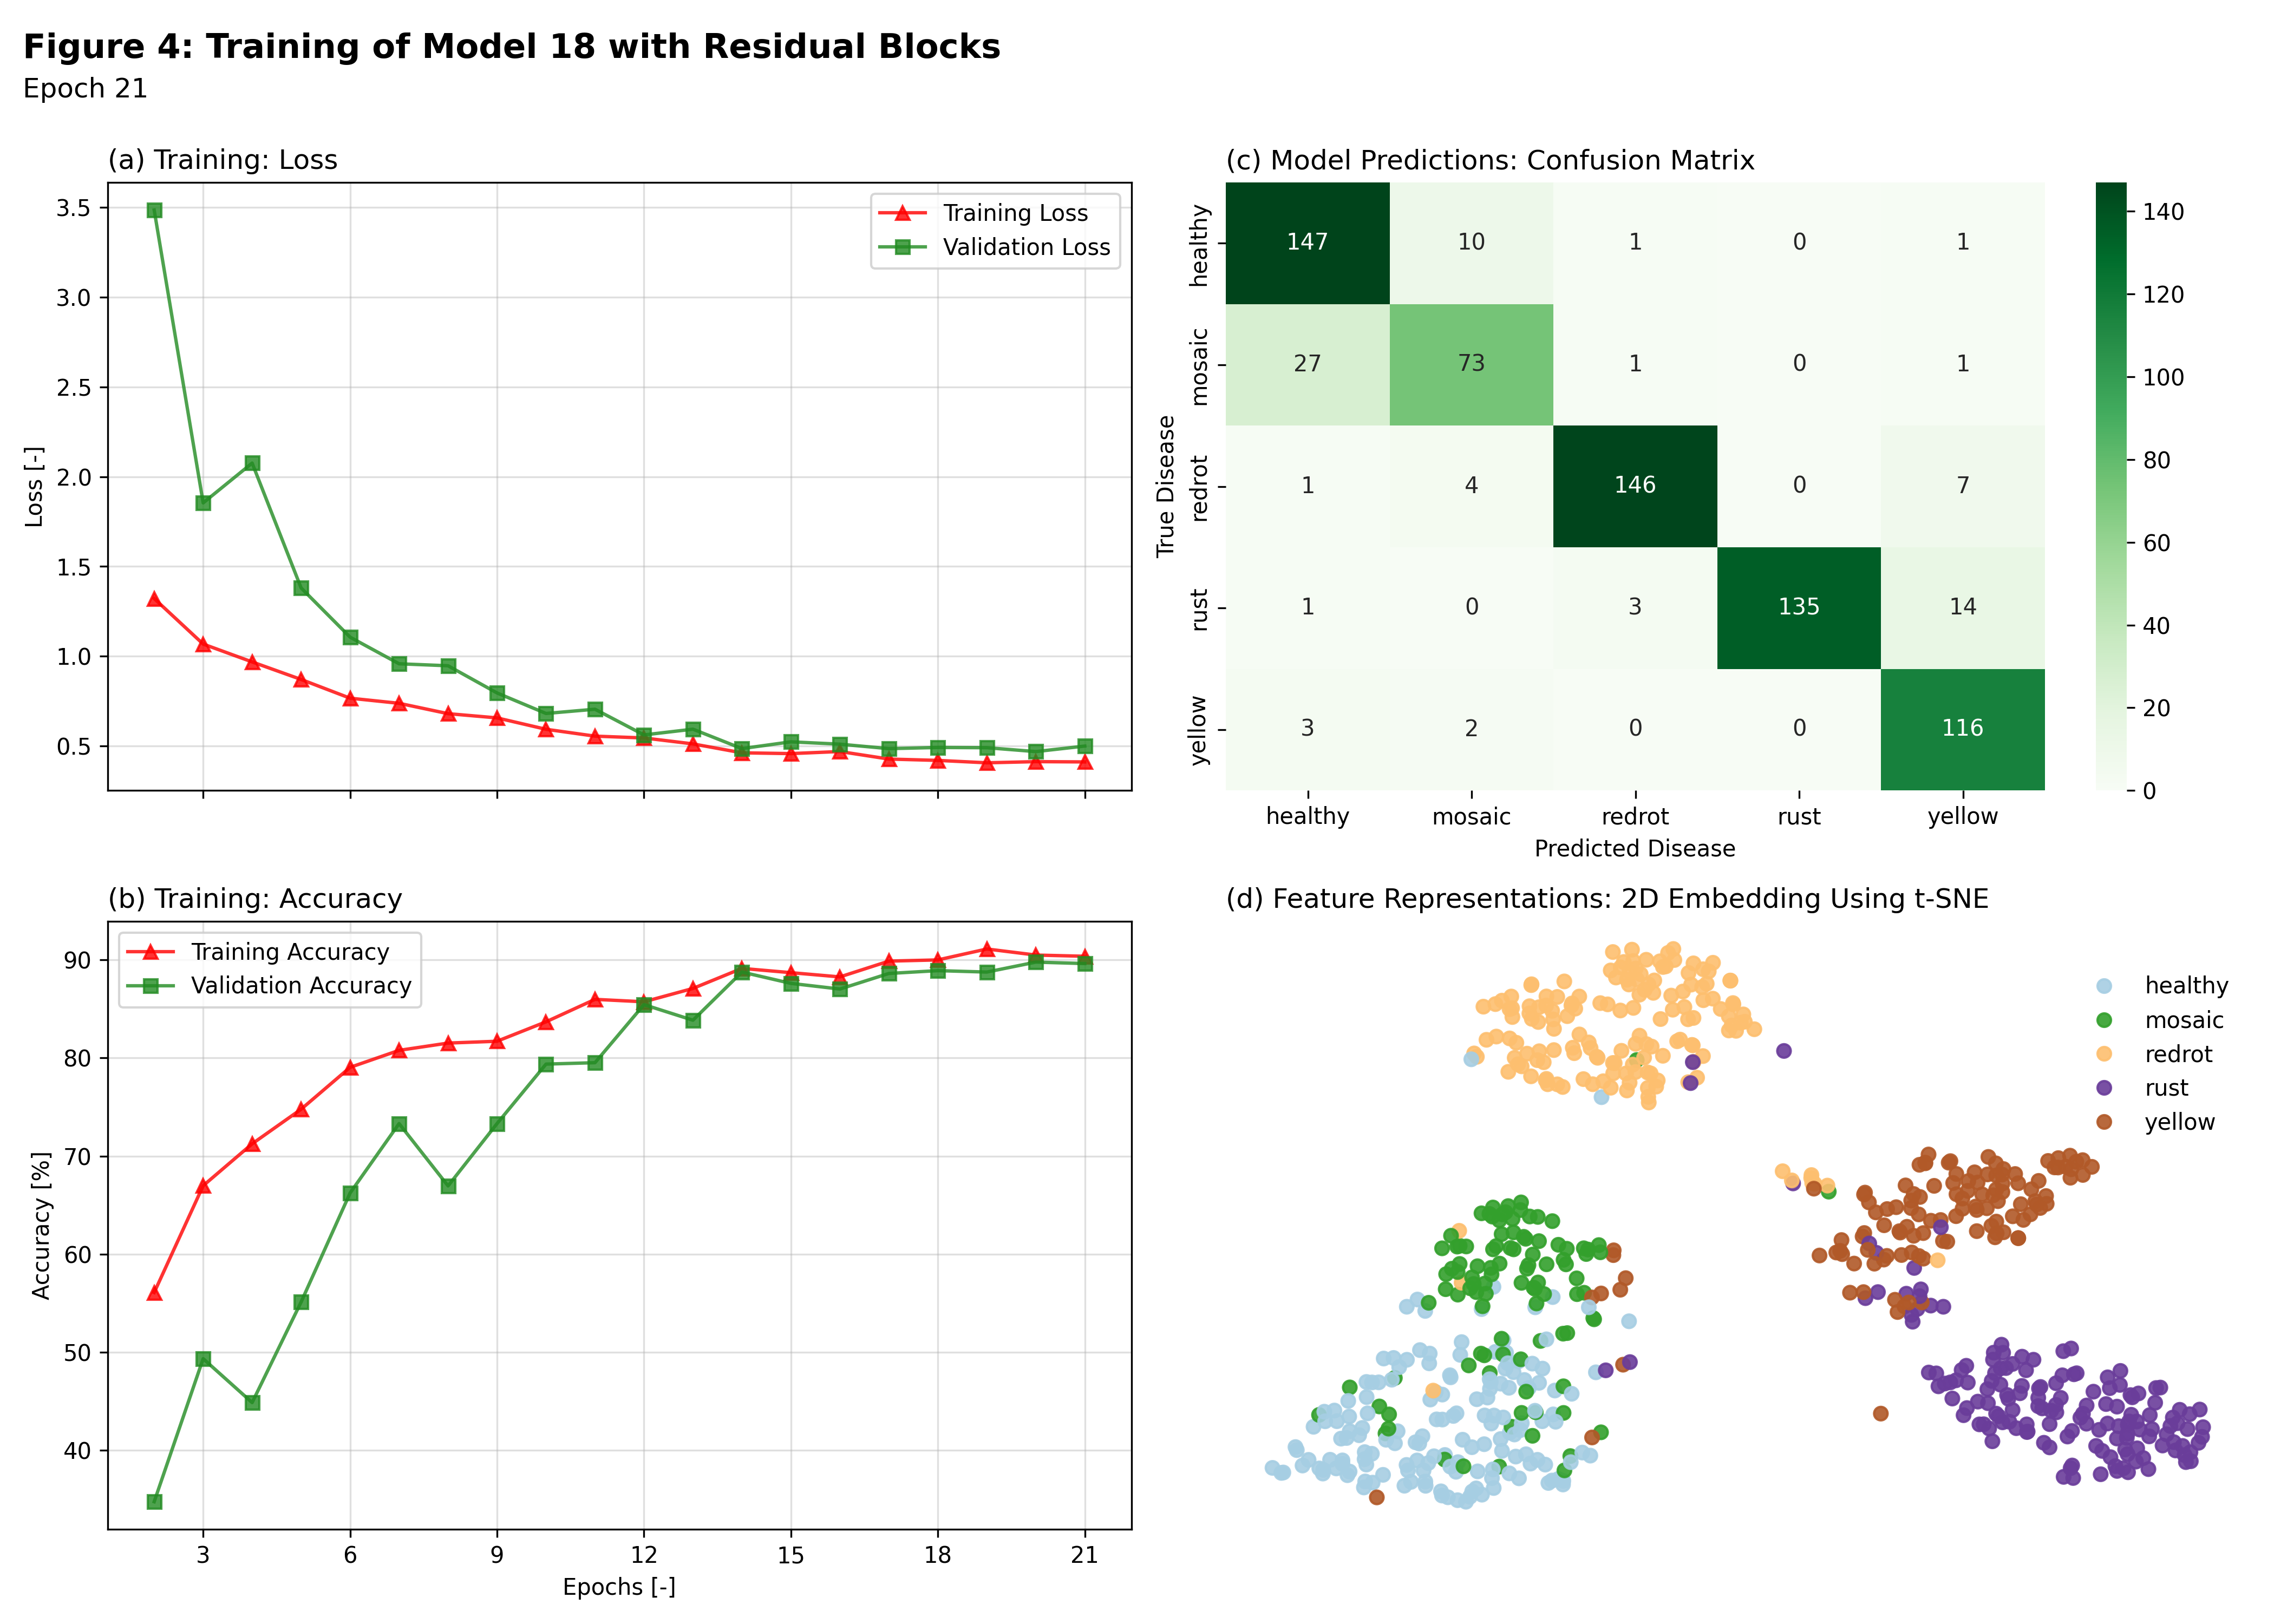 Figure 4: Training of Model 18 with Residual Blocks
Epoch 21
(a) Training: Loss
3.5
3.0
2.5
2.0
1.5
1.0
0.5
Loss [-]
Training Loss
Validation Loss
(b) Training: Accuracy
90
80
70
60
50
40
Accuracy [%]
Training Accuracy
Validation Accuracy
3 6 9 12 15 18 21
Epochs [-]
(c) Model Predictions: Confusion Matrix
True Disease
healthy
147 10 1 0 1
mosaic
27 73 1 0 1
redrot
1 4 146 0 7
rust
1 0 3 135 14
yellow
3 2 0 0 116
healthy mosaic redrot rust yellow
Predicted Disease
140
120
100
80
60
40
20
0
(d) Feature Representations: 2D Embedding Using t-SNE
healthy
mosaic
redrot
rust
yellow